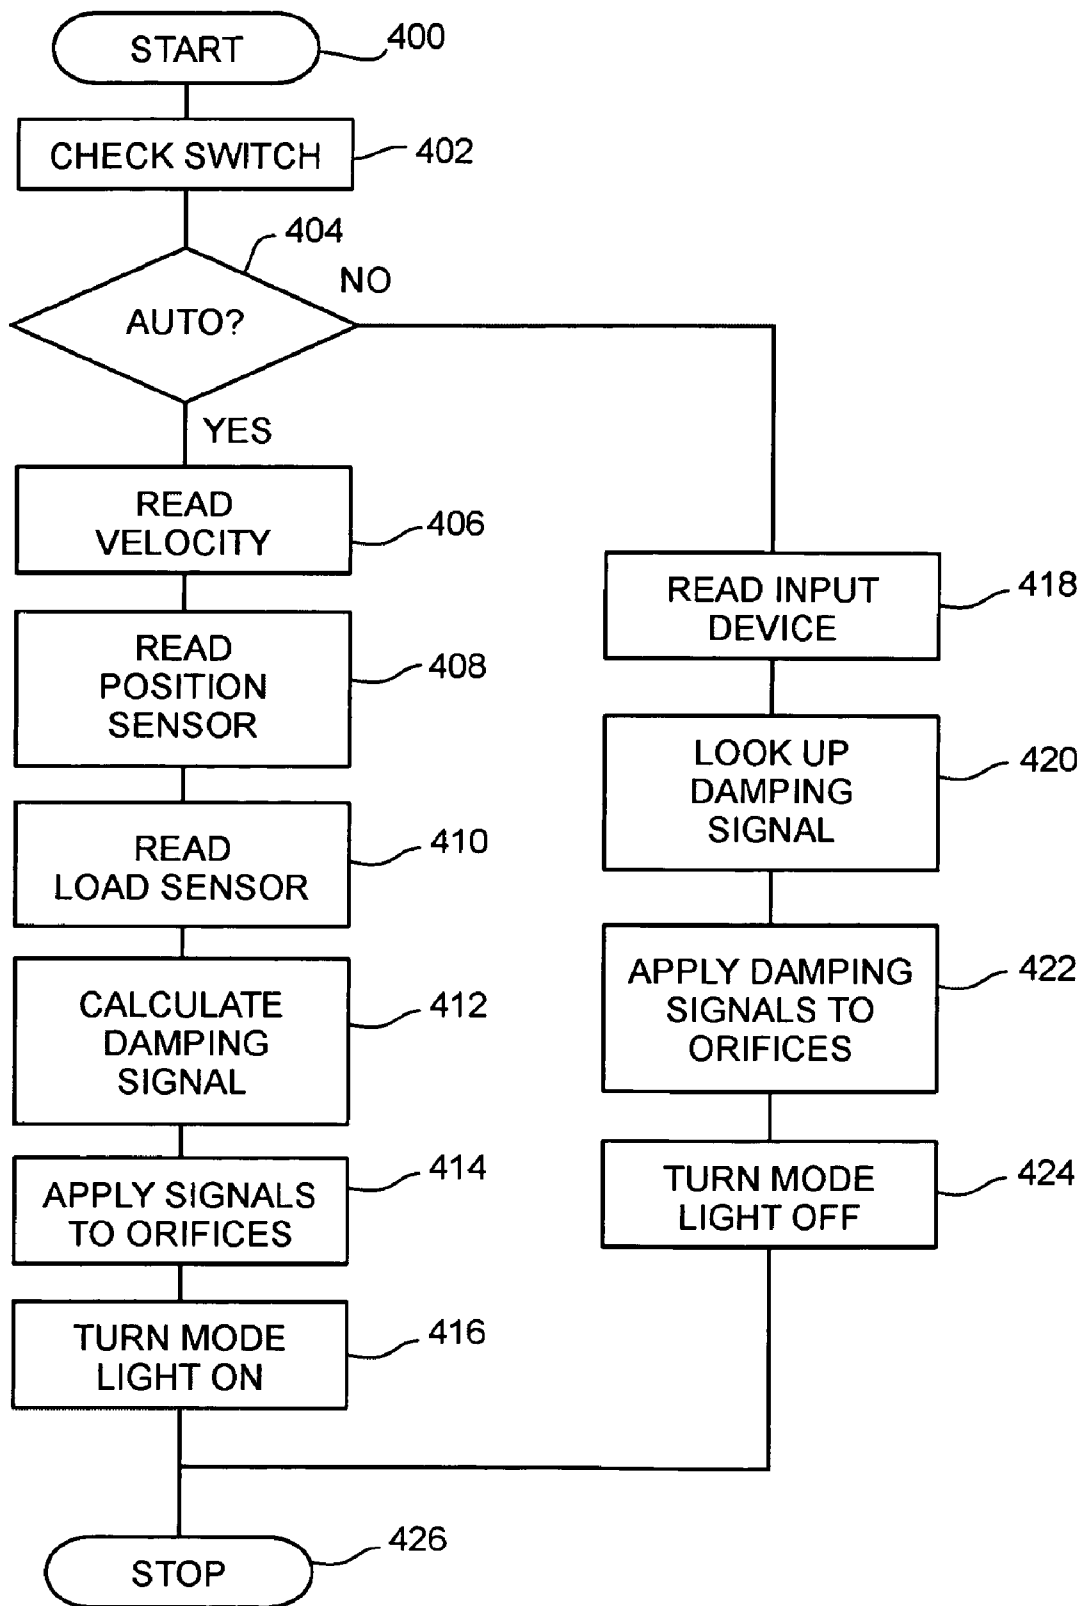 START
400
CHECK SWITCH
402
404
AUTO?
NO
YES
READ
VELOCITY
406
READ
POSITION
SENSOR
408
READ
LOAD SENSOR
410
CALCULATE
DAMPING
SIGNAL
412
APPLY SIGNALS
TO ORIFICES
414
TURN MODE
LIGHT ON
416
READ INPUT
DEVICE
418
LOOK UP
DAMPING
SIGNAL
420
APPLY DAMPING
SIGNALS TO
ORIFICES
422
TURN MODE
LIGHT OFF
424
STOP
426